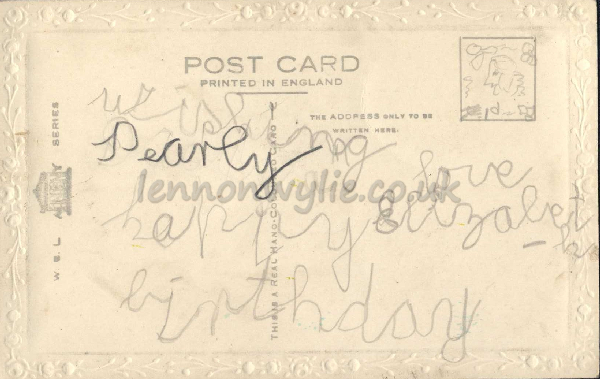 POST CARD
PRINTED IN ENGLAND
THE ADDRESS ONLY TO BE
WRITTEN HERE.
wishing
Pearly
love
happy Elizabeth
birthday
lennonwylie.co.uk
SERIES
THIS IS A REAL HAND-COLOURED CARD